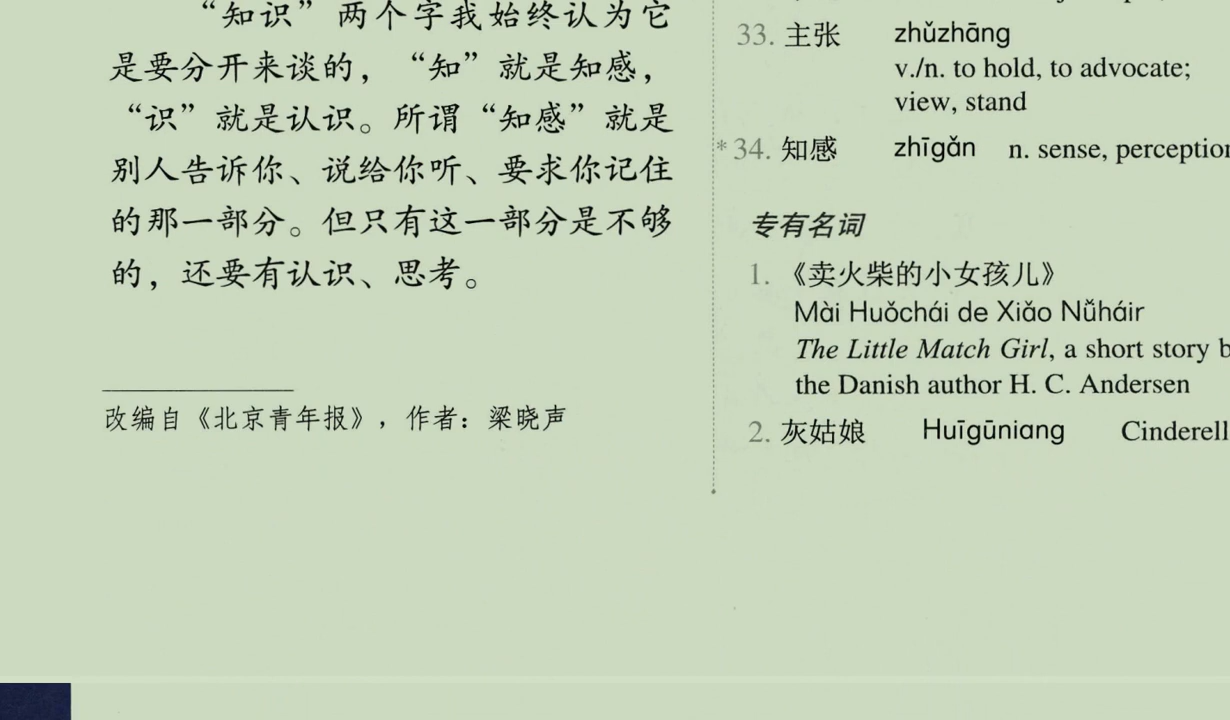 “知识”两个字我始终认为它
是要分开来谈的，“知”就是知感，
“识”就是认识。所谓“知感”就是
别人告诉你、说给你听、要求你记住
的那一部分。但只有这一部分是不够
的，还要有认识、思考。
改编自《北京青年报》，作者：梁晓声
33. 主张 zhǔzhāng
v./n. to hold, to advocate;
view, stand
*34. 知感 zhīgǎn n. sense, perception
专有名词
1. 《卖火柴的小女孩儿》
Mài Huǒchái de Xiǎo Nǚháir
The Little Match Girl, a short story b
the Danish author H. C. Andersen
2. 灰姑娘 Huīgūniang Cinderell